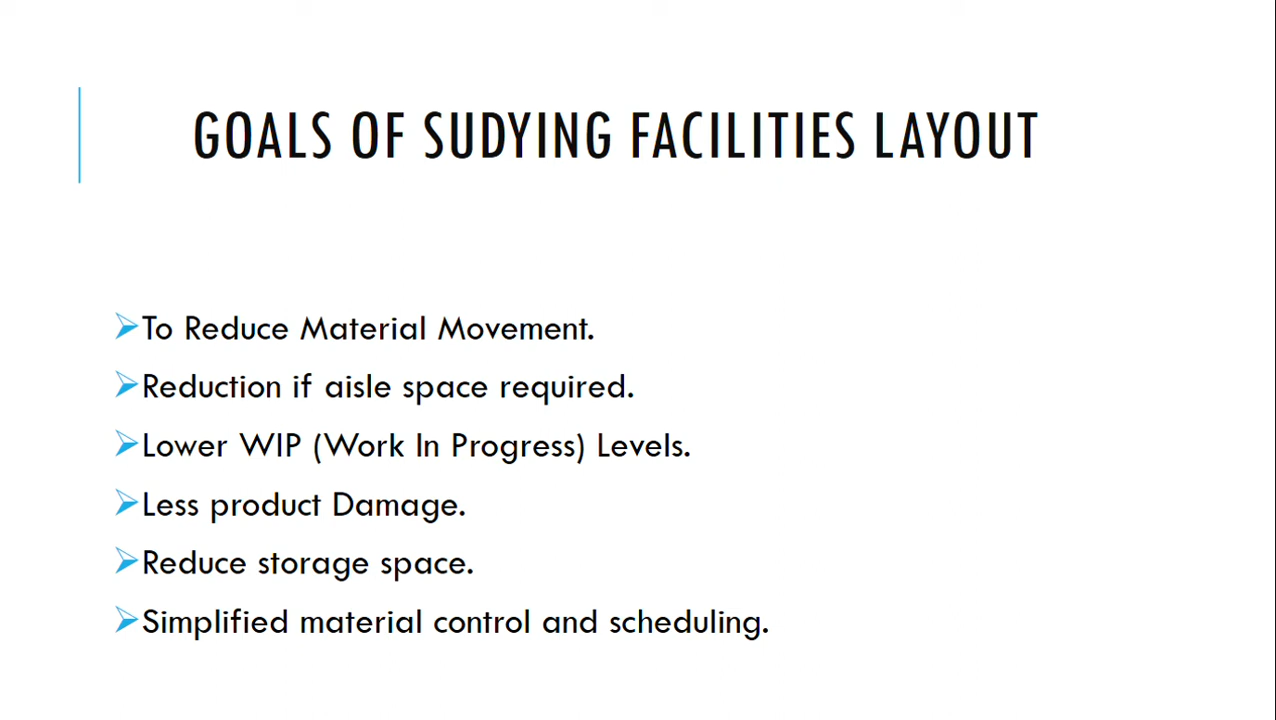 GOALS OF SUDYING FACILITIES LAYOUT
To Reduce Material Movement.
Reduction if aisle space required.
Lower WIP (Work In Progress) Levels.
Less product Damage.
Reduce storage space.
Simplified material control and scheduling.